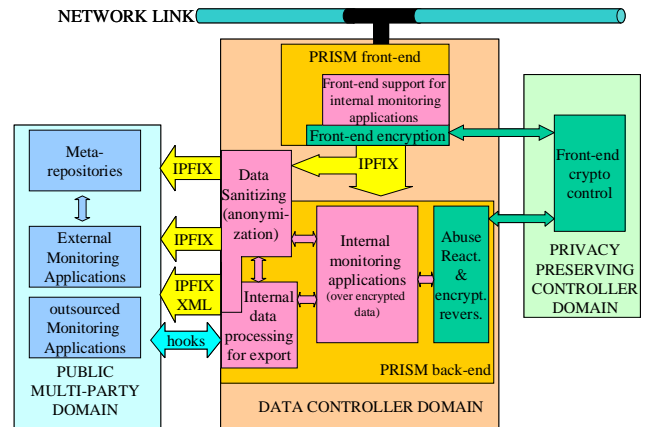 NETWORK LINK
PRISM front-end
Front-end support for
internal monitoring
applications
Front-end encryption
IPFIX
Meta-
repositories
IPFIX
Data
Sanitizing
(anonymi-
zation)
Front-end
crypto
control
External
Monitoring
Applications
IPFIX
Internal
monitoring
applications
(over encrypted
data)
Abuse
React.
&
encrypt.
revers.
PRIVACY
PRESERVING
CONTROLLER
DOMAIN
IPFIX
XML
outsourced
Monitoring
Applications
hooks
Internal
data
processing
for export
PRISM back-end
PUBLIC
MULTI-PARTY
DOMAIN
DATA CONTROLLER DOMAIN